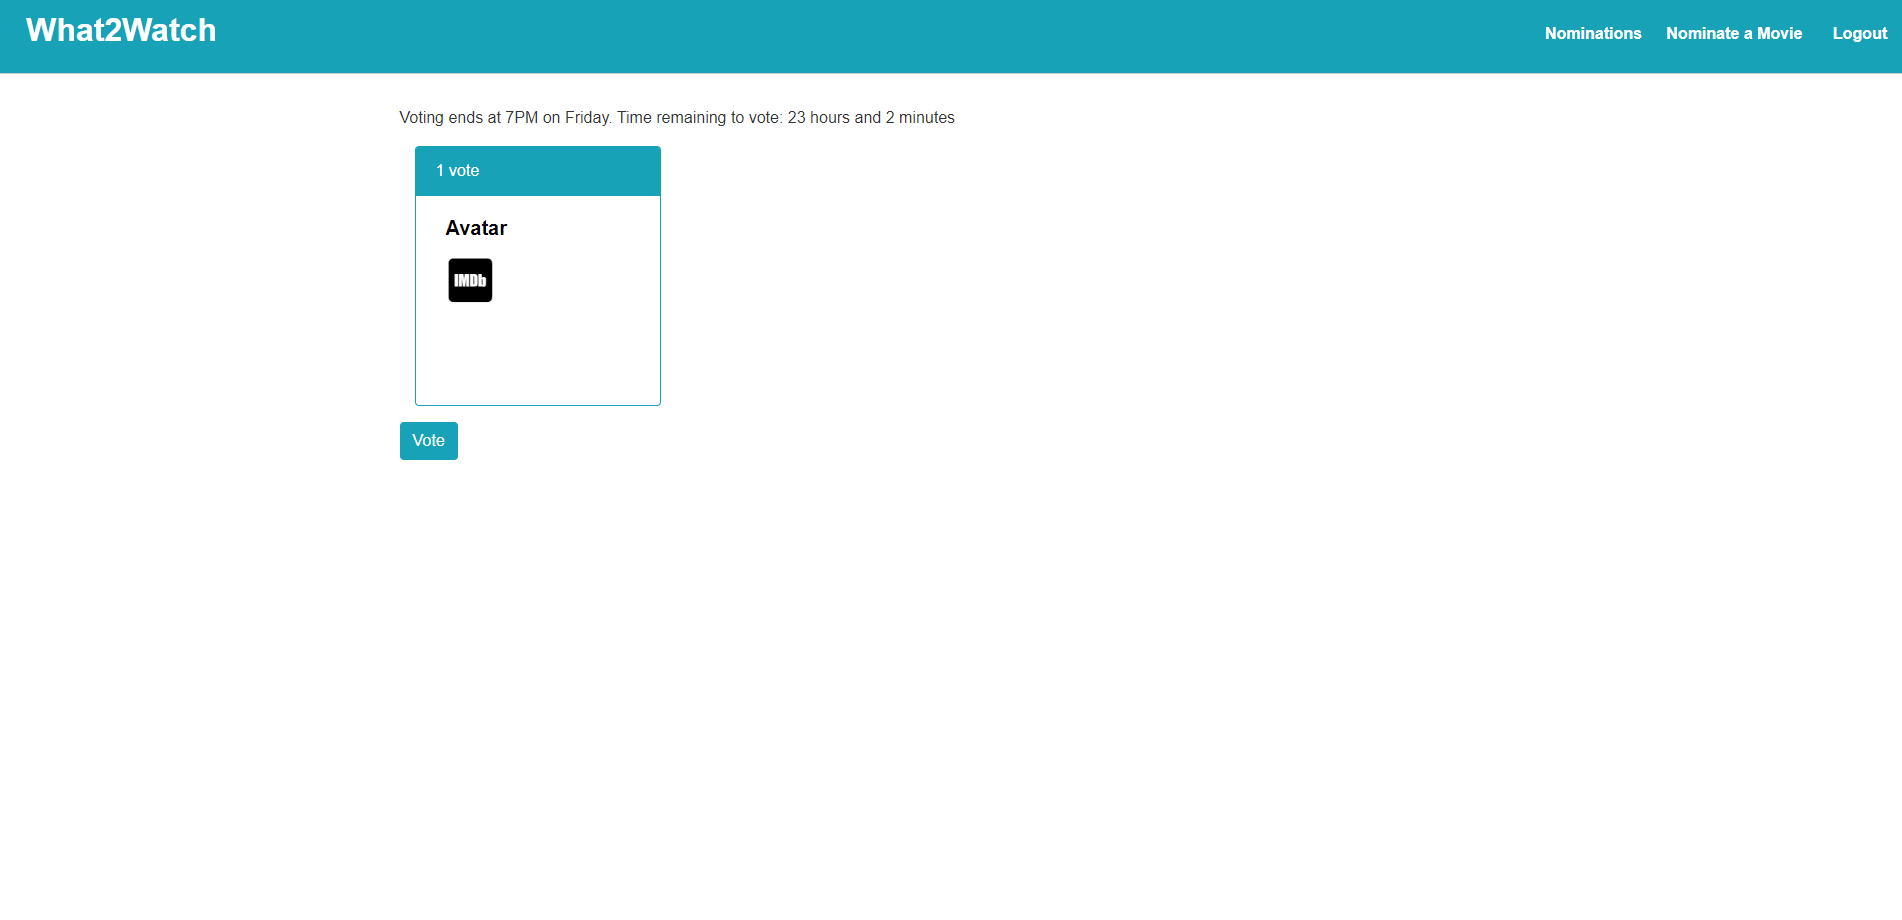 What2Watch
Nominations Nominate a Movie Logout
Voting ends at 7PM on Friday. Time remaining to vote: 23 hours and 2 minutes
1 vote
Avatar
IMDb
Vote